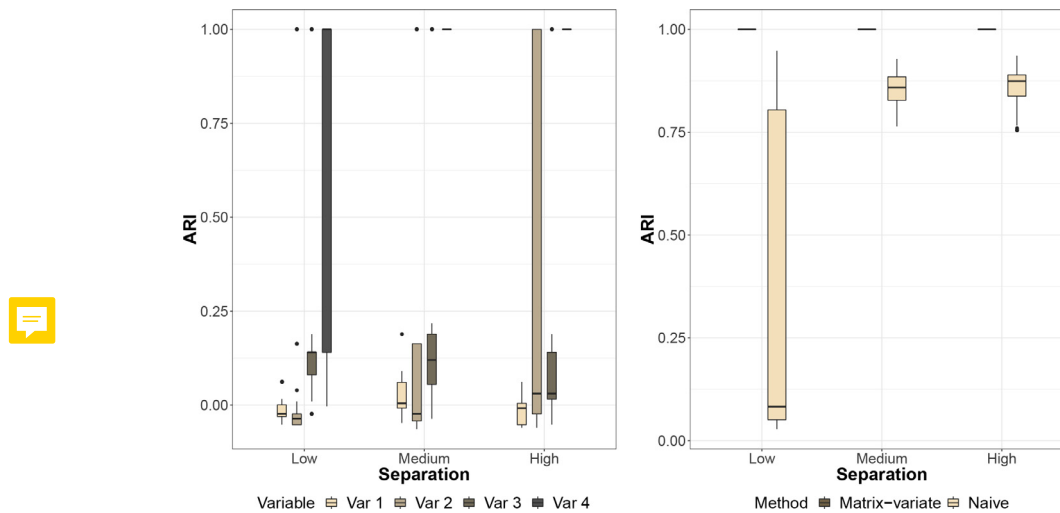 1.00
0.75
0.50
0.25
0.00
ARI
Low Medium High
Separation
Variable Var 1 Var 2 Var 3 Var 4
1.00
0.75
0.50
0.25
0.00
ARI
Low Medium High
Separation
Method Matrix−variate Naive